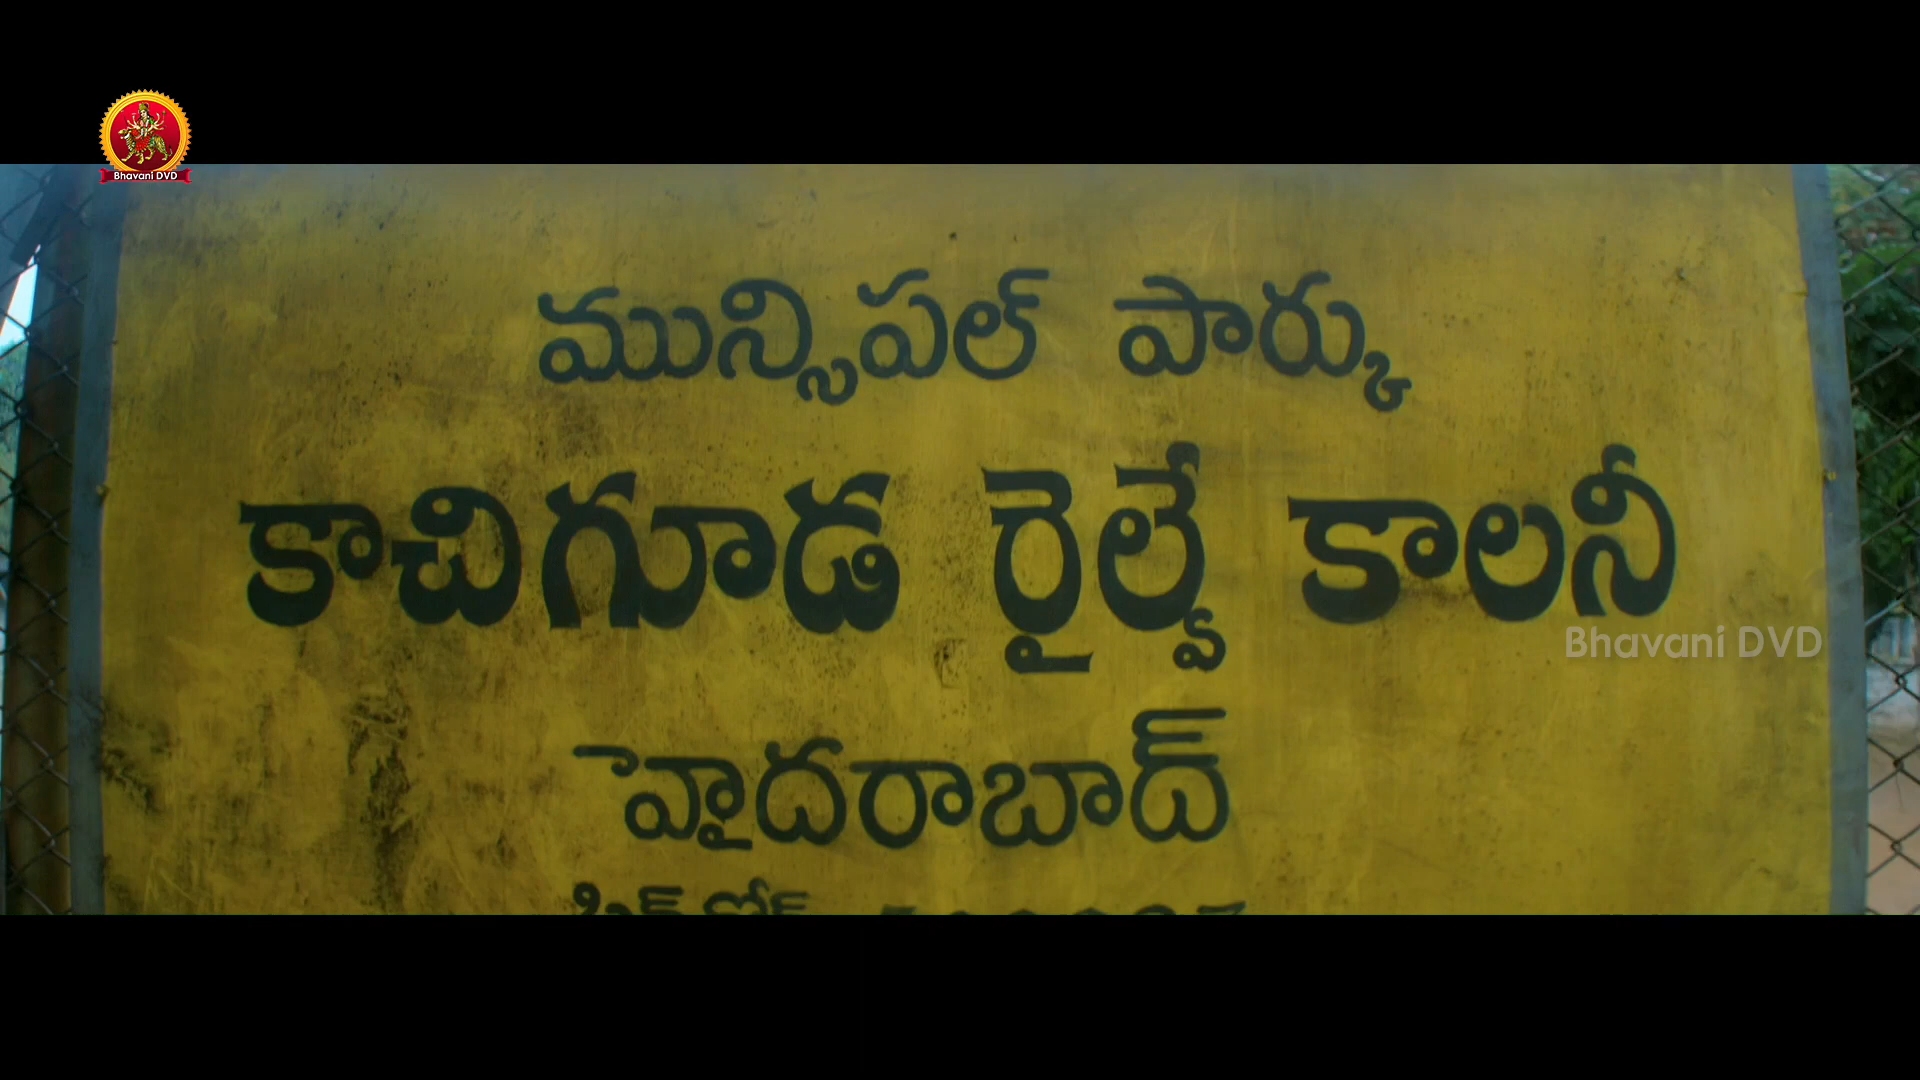 Bhavani DVD
మున్సిపల్ పార్కు
కాచిగూడ రైల్వే కాలనీ
Bhavani DVD
హైదరాబాద్